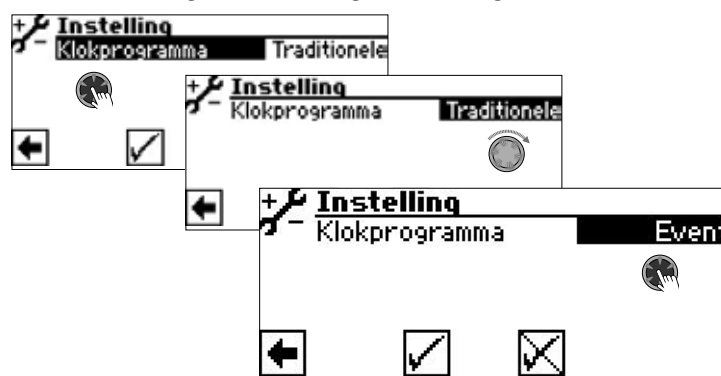 Instelling
Klokprogramma Traditionele
Instelling
Klokprogramma Traditionele
Instelling
Klokprogramma Event